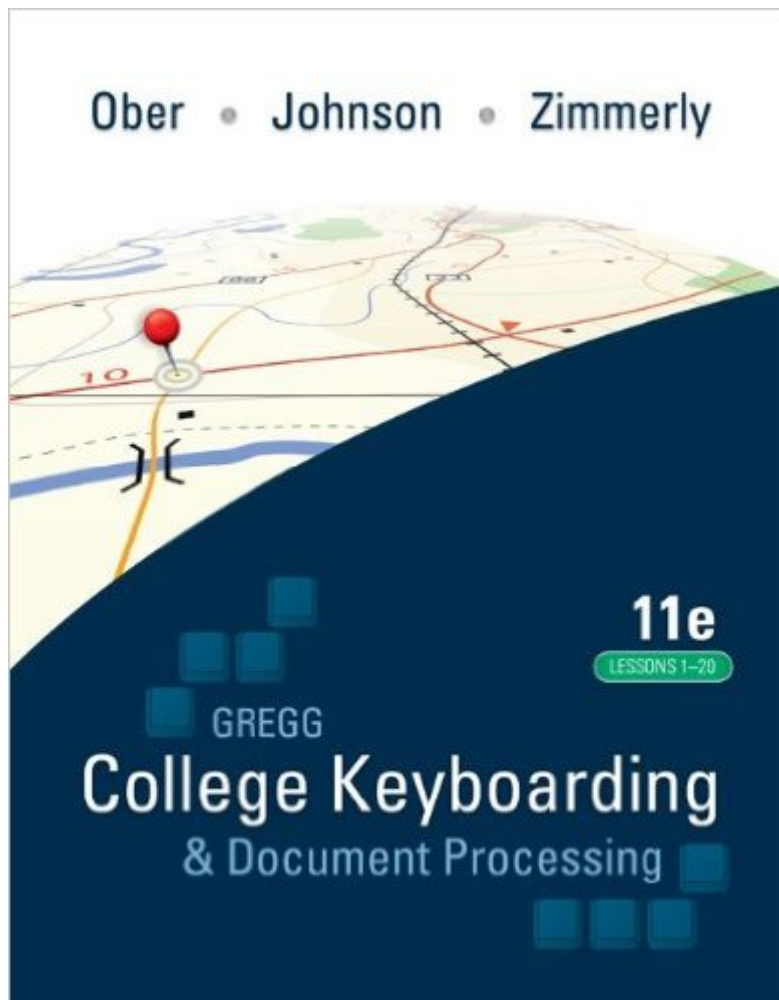 Ober • Johnson • Zimmerly
10
11e
LESSONS 1–20
GREGG
College Keyboarding
& Document Processing